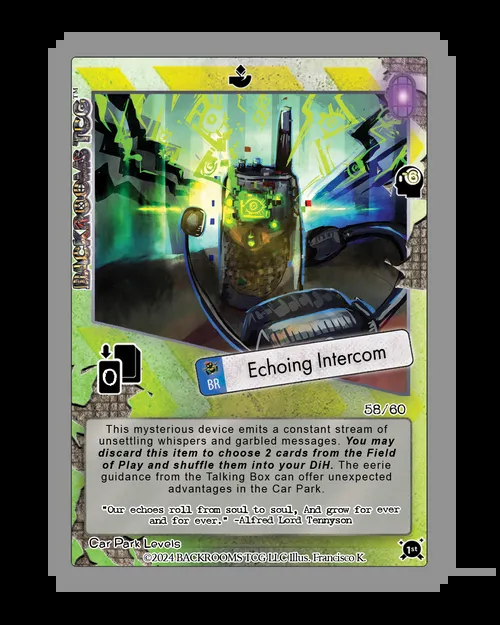 BACKROOMS TCG™
16
Echoing Intercom
BR
0
58/60
This mysterious device emits a constant stream of
unsettling whispers and garbled messages. You may
discard this item to choose 2 cards from the Field
of Play and shuffle them into your DiH. The eerie
guidance from the Talking Box can offer unexpected
advantages in the Car Park.
"Our echoes roll from soul to soul, And grow for ever
and for ever." -Alfred Lord Tennyson
Car Park Levels
©2024 BACKROOMS TCG LLC Illus. Francisco K.
1st